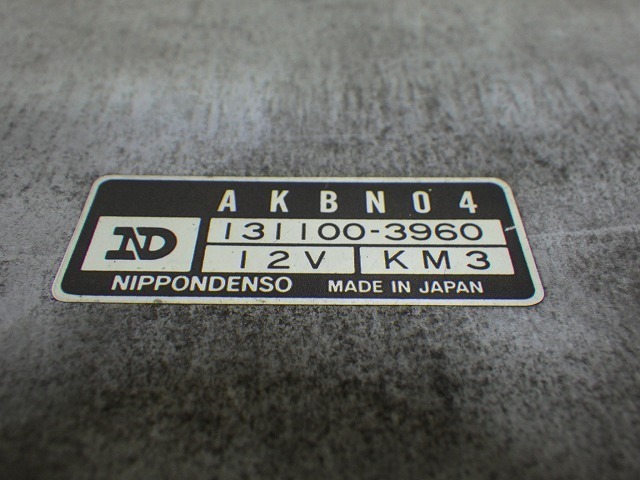 AKBN04
ND
131100-3960
12V KM3
NIPPONDENSO MADE IN JAPAN